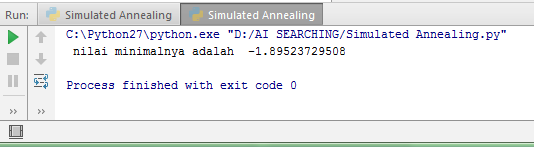 Run: Simulated Annealing Simulated Annealing
C:\Python27\python.exe "D:/AI SEARCHING/Simulated Annealing.py"
nilai minimalnya adalah -1.89523729508
Process finished with exit code 0